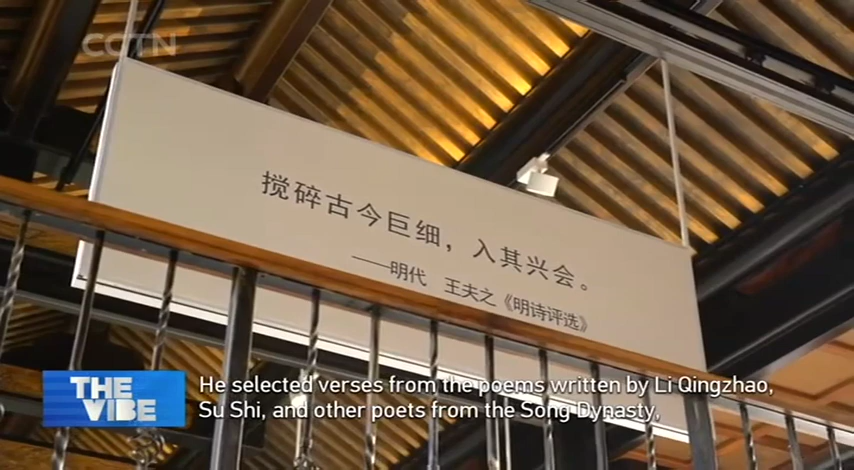 CGTN
搅碎古今巨细，入其兴会。
——明代 王夫之《明诗评选》
THE VIBE
He selected verses from the poems written by Li Qingzhao,
Su Shi, and other poets from the Song Dynasty,